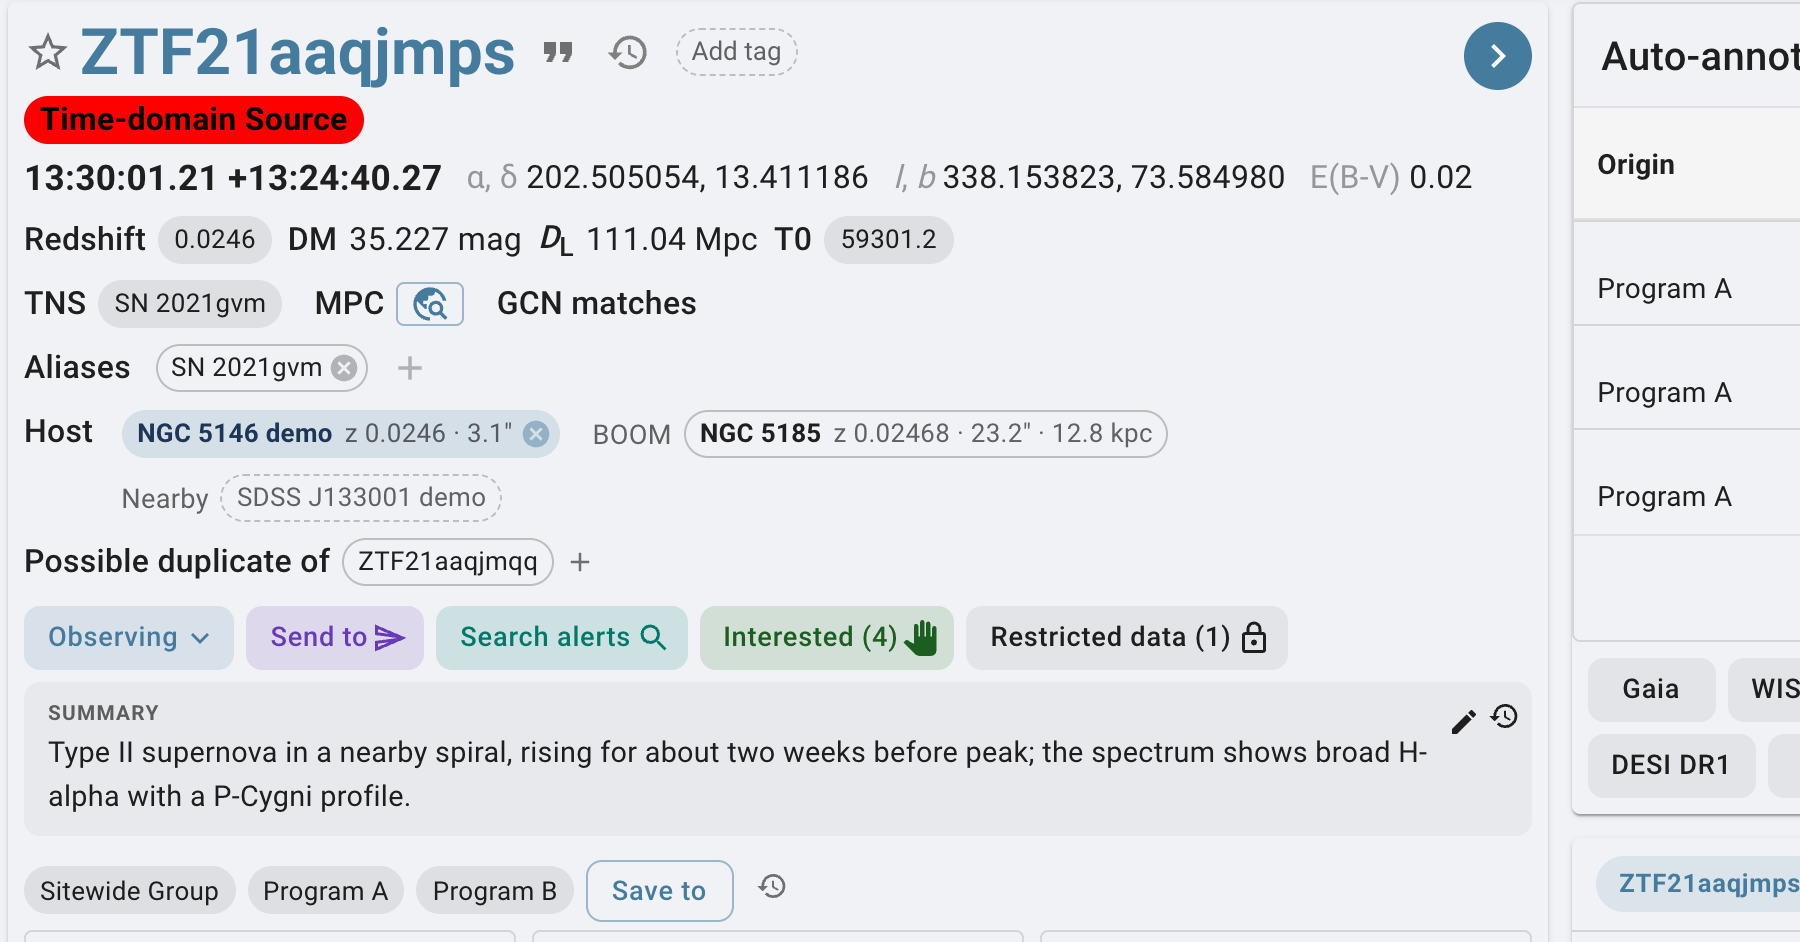 ZTF21aaqjmps Add tag
Time-domain Source
13:30:01.21 +13:24:40.27 α, δ 202.505054, 13.411186 l, b 338.153823, 73.584980 E(B-V) 0.02
Redshift 0.0246 DM 35.227 mag DL 111.04 Mpc T0 59301.2
TNS SN 2021gvm MPC GCN matches
Aliases SN 2021gvm
Host NGC 5146 demo z 0.0246 · 3.1" BOOM NGC 5185 z 0.02468 · 23.2" · 12.8 kpc
Nearby SDSS J133001 demo
Possible duplicate of ZTF21aaqjmqq +
Observing Send to Search alerts Interested (4) Restricted data (1)
SUMMARY
Type II supernova in a nearby spiral, rising for about two weeks before peak; the spectrum shows broad H-
alpha with a P-Cygni profile.
Sitewide Group Program A Program B Save to
Auto-annot
Origin
Program A
Program A
Program A
Gaia WIS
DESI DR1
ZTF21aaqjmps